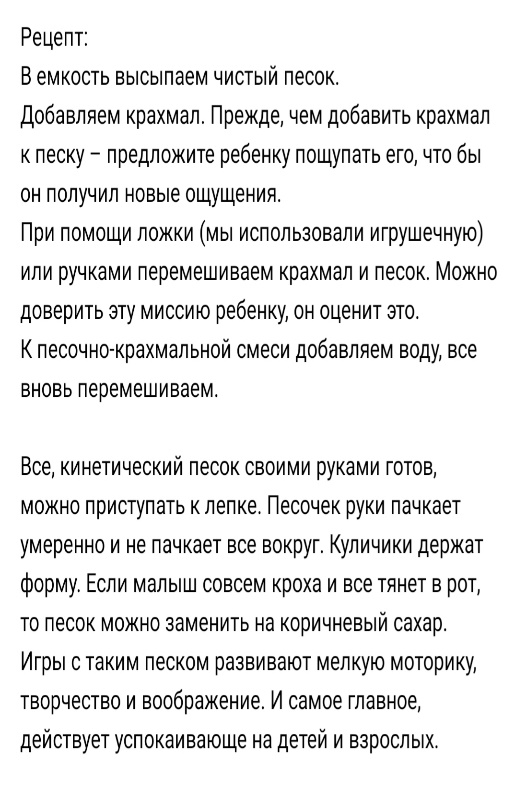 Рецепт:
В емкость высыпаем чистый песок.
Добавляем крахмал. Прежде, чем добавить крахмал
к песку – предложите ребенку пощупать его, что бы
он получил новые ощущения.
При помощи ложки (мы использовали игрушечную)
или ручками перемешиваем крахмал и песок. Можно
доверить эту миссию ребенку, он оценит это.
К песочно-крахмальной смеси добавляем воду, все
вновь перемешиваем.
Все, кинетический песок своими руками готов,
можно приступать к лепке. Песочек руки пачкает
умеренно и не пачкает все вокруг. Куличики держат
форму. Если малыш совсем кроха и все тянет в рот,
то песок можно заменить на коричневый сахар.
Игры с таким песком развивают мелкую моторику,
творчество и воображение. И самое главное,
действует успокаивающе на детей и взрослых.